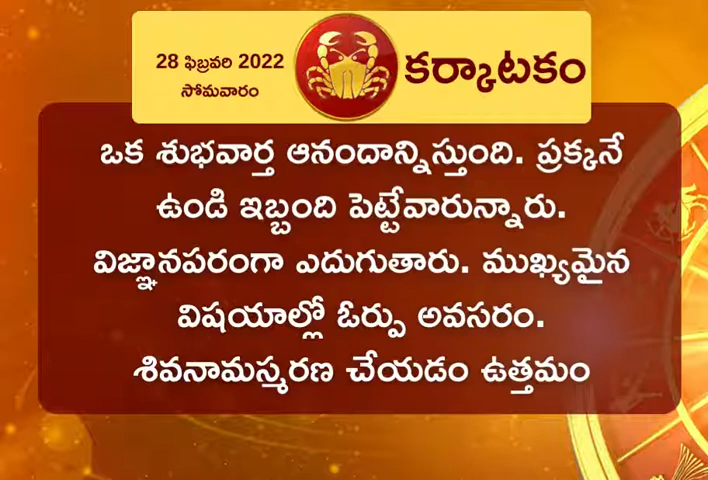 28 ఫిబ్రవరి 2022
సోమవారం
కర్కాటకం
ఒక శుభవార్త ఆనందాన్నిస్తుంది. ప్రక్కనే
ఉండి ఇబ్బంది పెట్టేవారున్నారు.
విజ్ఞానపరంగా ఎదుగుతారు. ముఖ్యమైన
విషయాల్లో ఓర్పు అవసరం.
శివనామస్మరణ చేయడం ఉత్తమం